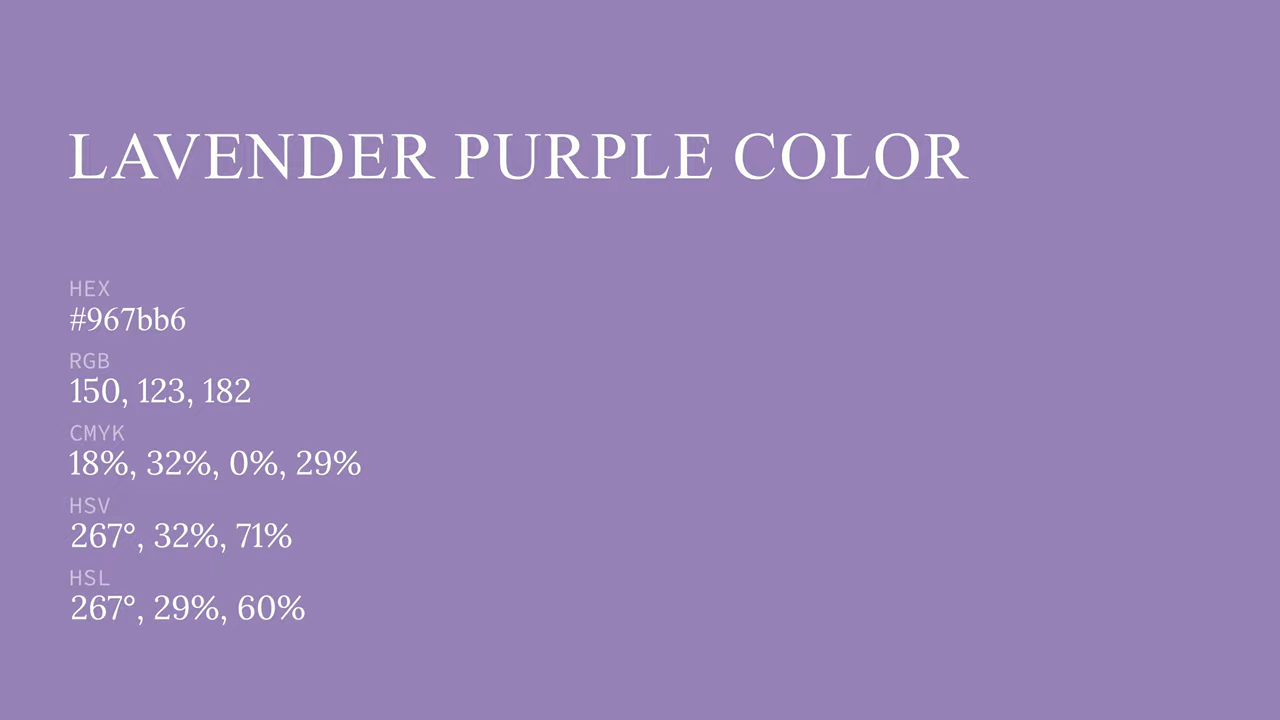 LAVENDER PURPLE COLOR
HEX
#967bb6
RGB
150, 123, 182
CMYK
18%, 32%, 0%, 29%
HSV
267°, 32%, 71%
HSL
267°, 29%, 60%